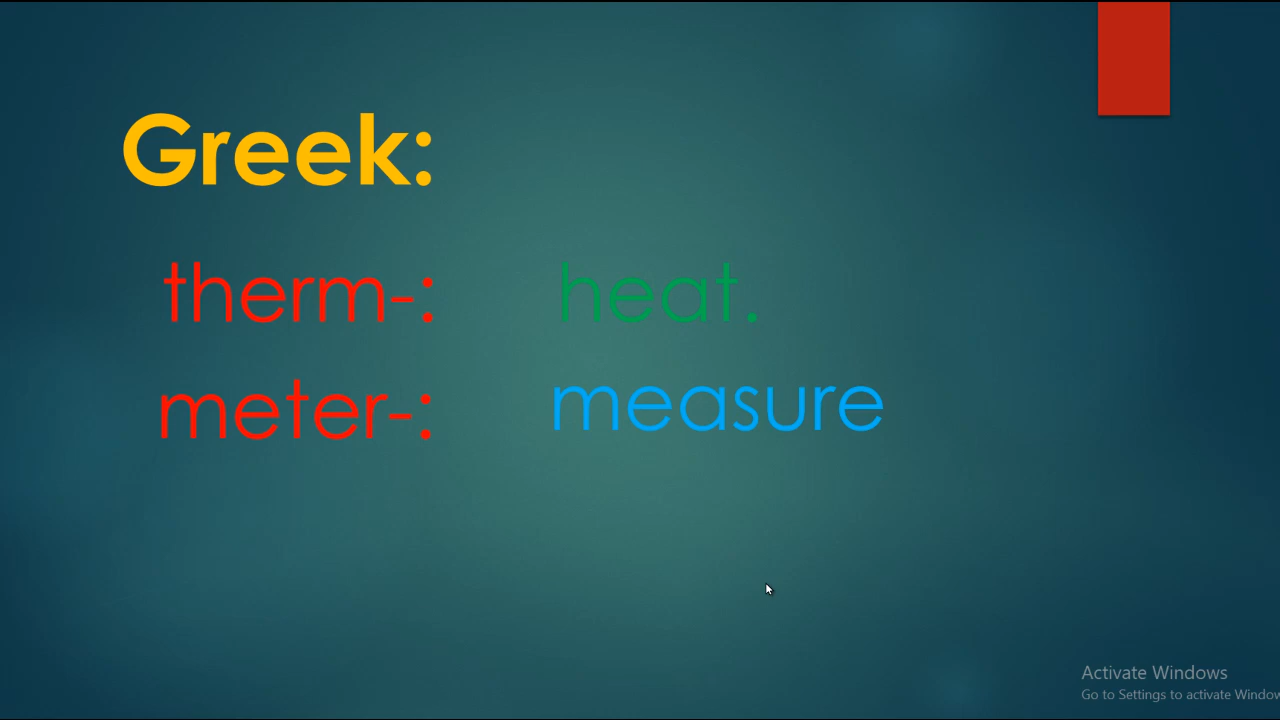 Greek:
therm-: heat.
meter-: measure
Activate Windows
Go to Settings to activate Window